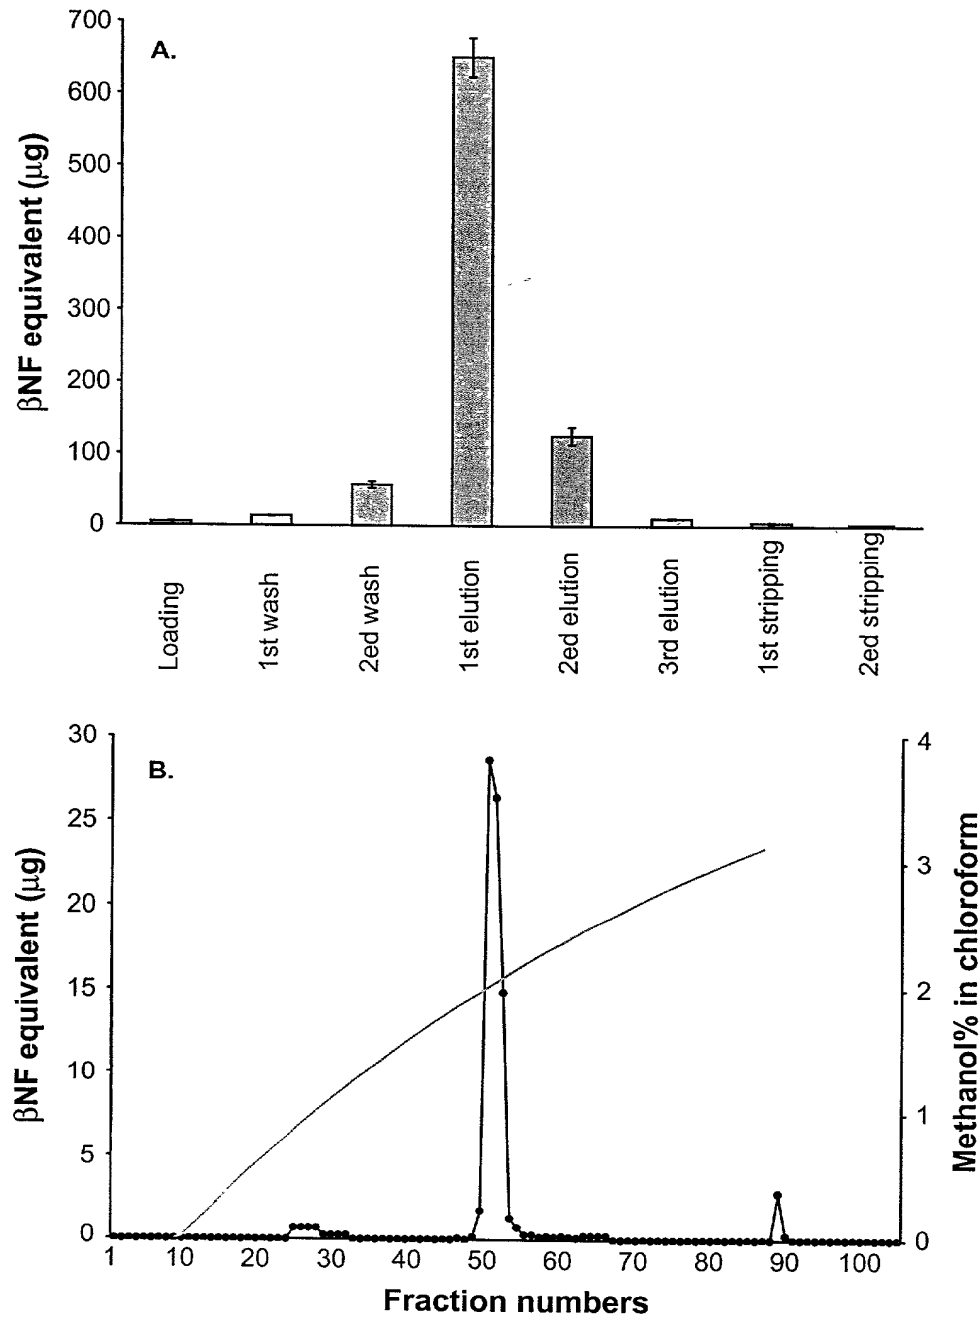 A.
βNF equivalent (μg)
700
600
500
400
300
200
100
0
Loading
1st wash
2ed wash
1st elution
2ed elution
3rd elution
1st stripping
2ed stripping
B.
βNF equivalent (μg)
30
25
20
15
10
5
0
4
3
2
1
0
Methanol% in chloroform
1 10 20 30 40 50 60 70 80 90 100
Fraction numbers